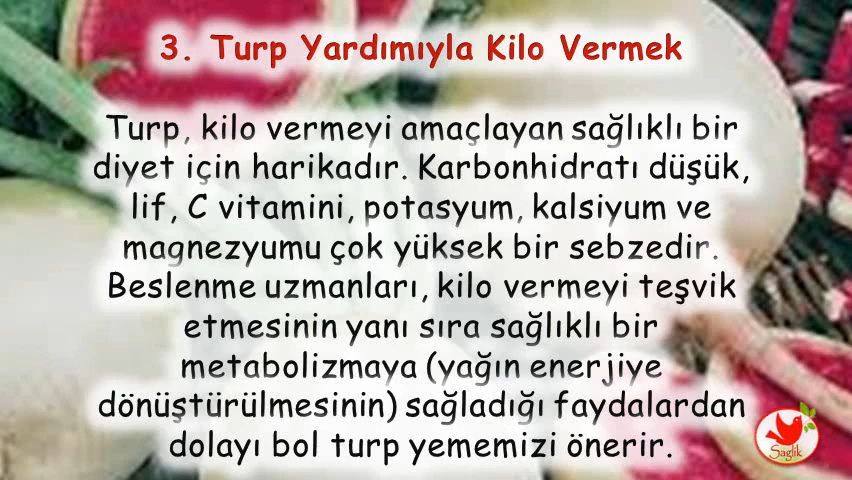 3. Turp Yardımıyla Kilo Vermek
Turp, kilo vermeyi amaçlayan sağlıklı bir
diyet için harikadır. Karbonhidratı düşük,
lif, C vitamini, potasyum, kalsiyum ve
magnezyumu çok yüksek bir sebzedir.
Beslenme uzmanları, kilo vermeyi teşvik
etmesinin yanı sıra sağlıklı bir
metabolizmaya (yağın enerjiye
dönüştürülmesinin) sağladığı faydalardan
dolayı bol turp yememizi önerir.
Saglik